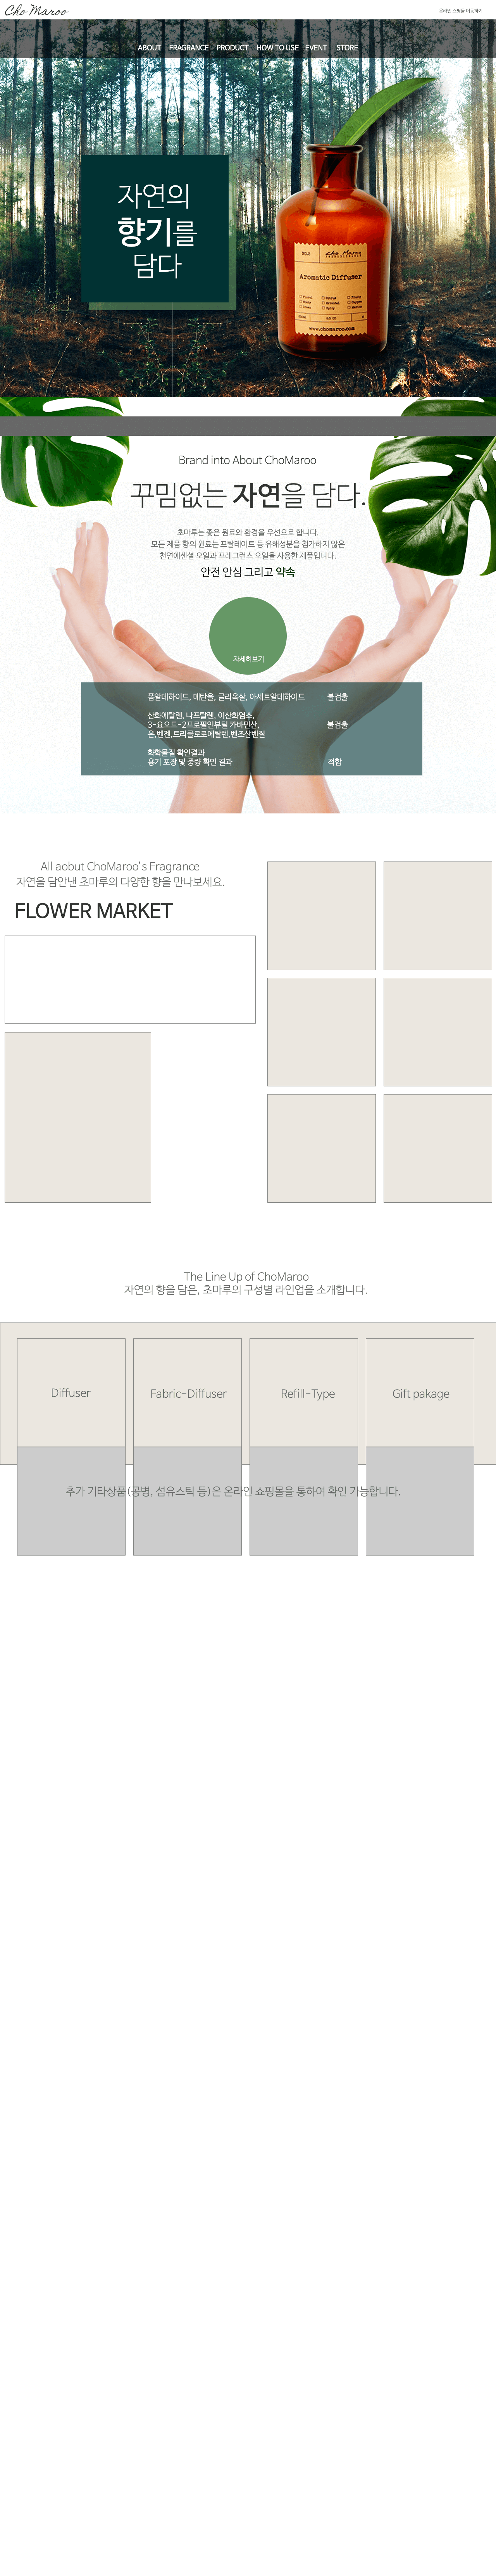 Cho Maroo
온라인 쇼핑몰 이용하기
ABOUT FRAGRANCE PRODUCT HOW TO USE EVENT STORE
자연의
향기를
담다
NO.2
Cho Maroo
Aromatic Diffuser
www.chomaroo.com
Brand into About ChoMaroo
꾸밈없는 자연을 담다.
초마루는 좋은 원료와 환경을 우선으로 합니다.
모든 제품 향의 원료는 프탈레이트 등 유해성분을 첨가하지 않은
천연에센셜 오일과 프레그런스 오일을 사용한 제품입니다.
안전 안심 그리고 약속
자세히보기
폼알데하이드, 메탄올, 글리옥살, 아세트알데하이드 불검출
산화에탈렌, 나프탈렌, 이산화염소,
3-요오드-2프로필인뷰틸 카바민산, 불검출
온,벤젠,트리클로로에탈렌,벤조산벤질
화학물질 확인결과
용기 포장 및 중량 확인 결과 적합
All aobut ChoMaroo's Fragrance
자연을 담안낸 초마루의 다양한 향을 만나보세요.
FLOWER MARKET
The Line Up of ChoMaroo
자연의 향을 담은, 초마루의 구성별 라인업을 소개합니다.
Diffuser
Fabric-Diffuser
Refill-Type
Gift pakage
추가 기타상품(공병, 섬유스틱 등)은 온라인 쇼핑몰을 통하여 확인 가능합니다.